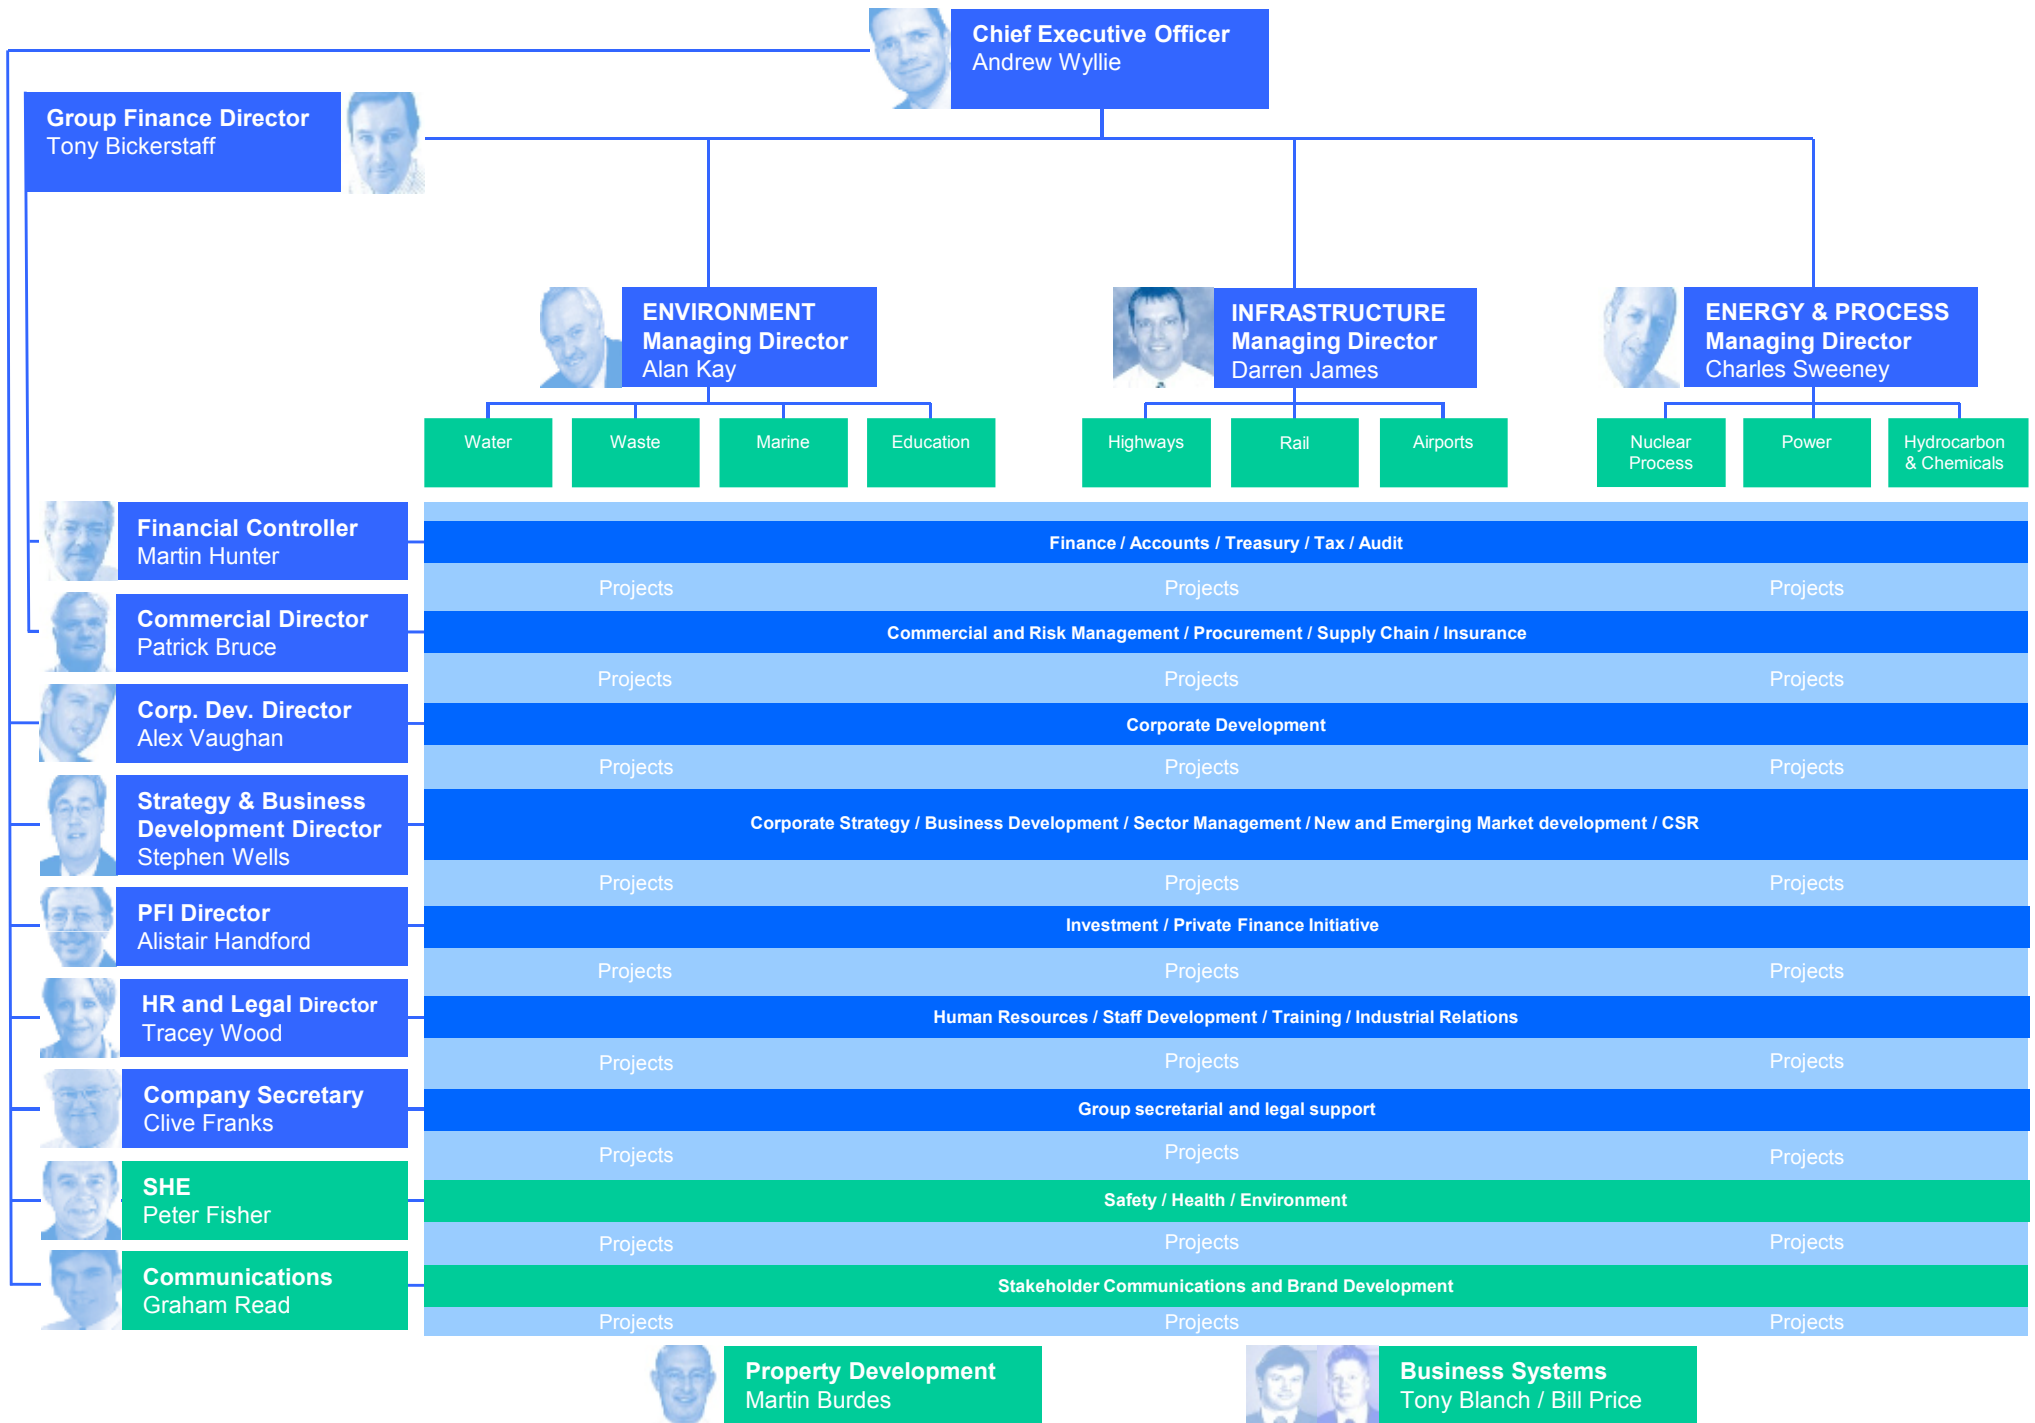 Chief Executive Officer
Andrew Wyllie
Group Finance Director
Tony Bickerstaff
ENVIRONMENT
Managing Director
Alan Kay
INFRASTRUCTURE
Managing Director
Darren James
ENERGY & PROCESS
Managing Director
Charles Sweeney
Water
Waste
Marine
Education
Highways
Rail
Airports
Nuclear
Process
Power
Hydrocarbon
& Chemicals
Financial Controller
Martin Hunter
Finance / Accounts / Treasury / Tax / Audit
Projects Projects Projects
Commercial Director
Patrick Bruce
Commercial and Risk Management / Procurement / Supply Chain / Insurance
Projects Projects Projects
Corp. Dev. Director
Alex Vaughan
Corporate Development
Projects Projects Projects
Strategy & Business
Development Director
Stephen Wells
Corporate Strategy / Business Development / Sector Management / New and Emerging Market development / CSR
Projects Projects Projects
PFI Director
Alistair Handford
Investment / Private Finance Initiative
Projects Projects Projects
HR and Legal Director
Tracey Wood
Human Resources / Staff Development / Training / Industrial Relations
Projects Projects Projects
Company Secretary
Clive Franks
Group secretarial and legal support
Projects Projects Projects
SHE
Peter Fisher
Safety / Health / Environment
Projects Projects Projects
Communications
Graham Read
Stakeholder Communications and Brand Development
Projects Projects Projects
Property Development
Martin Burdes
Business Systems
Tony Blanch / Bill Price